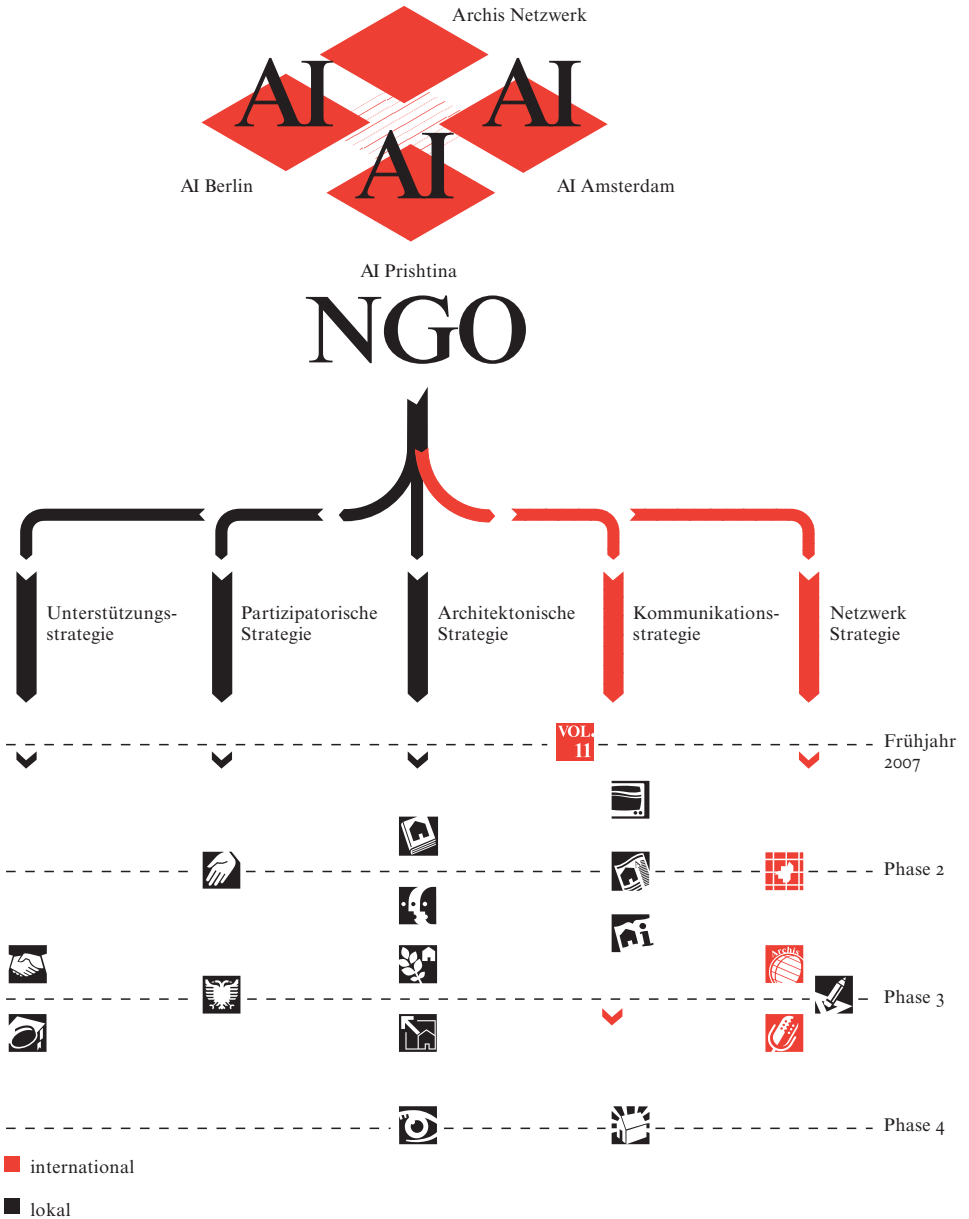 Archis Netzwerk
AI
AI
AI
AI Berlin
AI Amsterdam
AI Prishtina
NGO
Unterstützungs-
strategie
Partizipatorische
Strategie
Architektonische
Strategie
Kommunikations-
strategie
Netzwerk
Strategie
VOL.
11
Frühjahr
2007
Phase 2
i
Archis
Phase 3
Phase 4
international
lokal